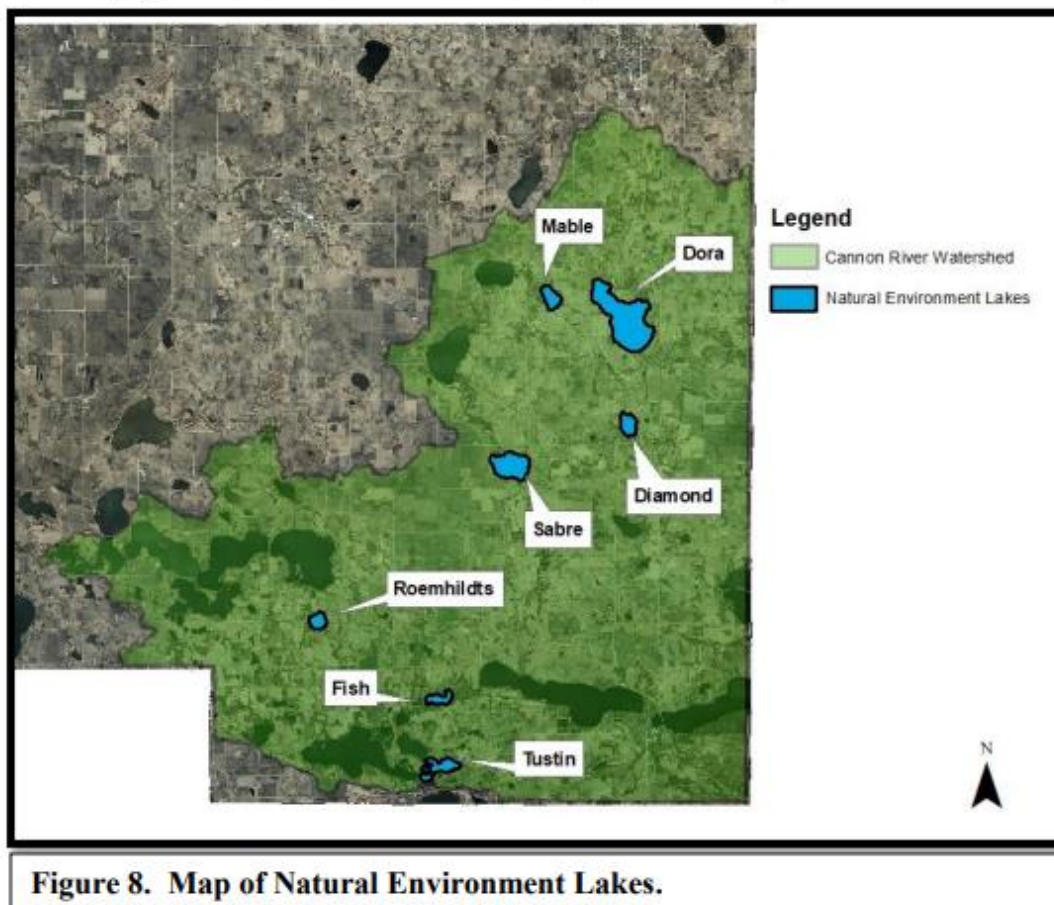 Mable
Dora
Legend
Cannon River Watershed
Natural Environment Lakes
Diamond
Sabre
Roemhildts
Fish
Tustin
N
Figure 8. Map of Natural Environment Lakes.